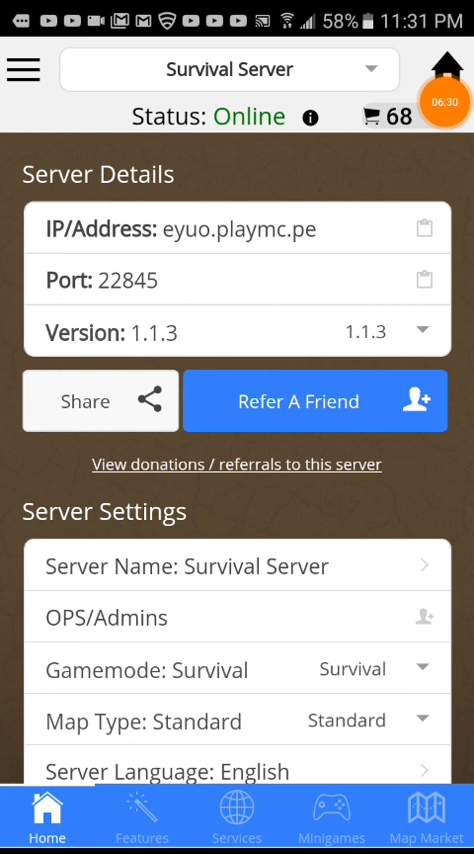 58% 11:31 PM
Survival Server
06:30
Status: Online 68
Server Details
IP/Address: eyuo.playmc.pe
Port: 22845
Version: 1.1.3 1.1.3
Share Refer A Friend
View donations / referrals to this server
Server Settings
Server Name: Survival Server
OPS/Admins
Gamemode: Survival Survival
Map Type: Standard Standard
Server Language: English
Home Features Services Minigames Map Market